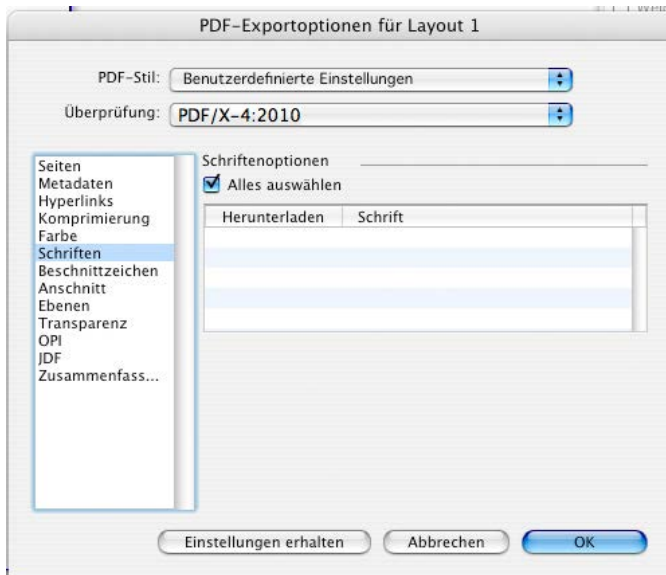 PDF-Exportoptionen für Layout 1
PDF-Stil: Benutzerdefinierte Einstellungen
Überprüfung: PDF/X-4:2010
Seiten
Metadaten
Hyperlinks
Komprimierung
Farbe
Schriften
Beschnittzeichen
Anschnitt
Ebenen
Transparenz
OPI
JDF
Zusammenfass...
Schriftenoptionen
Alles auswählen
Herunterladen Schrift
Einstellungen erhalten Abbrechen OK